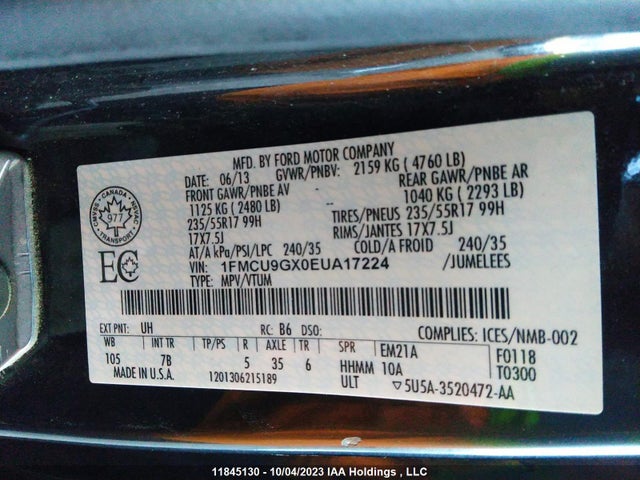 MFD. BY FORD MOTOR COMPANY
DATE: 06/13 GVWR/PNBV: 2159 KG ( 4760 LB)
FRONT GAWR/PNBE AV REAR GAWR/PNBE AR
1125 KG ( 2480 LB) 1040 KG ( 2293 LB)
235/55R17 99H TIRES/PNEUS 235/55R17 99H
17X7.5J RIMS/JANTES 17X7.5J
AT/A kPa/PSI/LPC 240/35 COLD/A FROID 240/35
VIN: 1FMCU9GX0EUA17224 /JUMELEES
TYPE: MPV/VTUM
CANADA
CMVSS NSVAC
977
TRANSPORT
EC
EXT PNT: UH RC: B6 DSO: COMPLIES: ICES/NMB-002
WB TP/PS R AXLE TR SPR EM21A F0118
105 7B 5 35 6 HHMM 10A T0300
MADE IN U.S.A. 1201306215189 ULT ▽5U5A-3520472-AA
11845130 - 10/04/2023 IAA Holdings , LLC